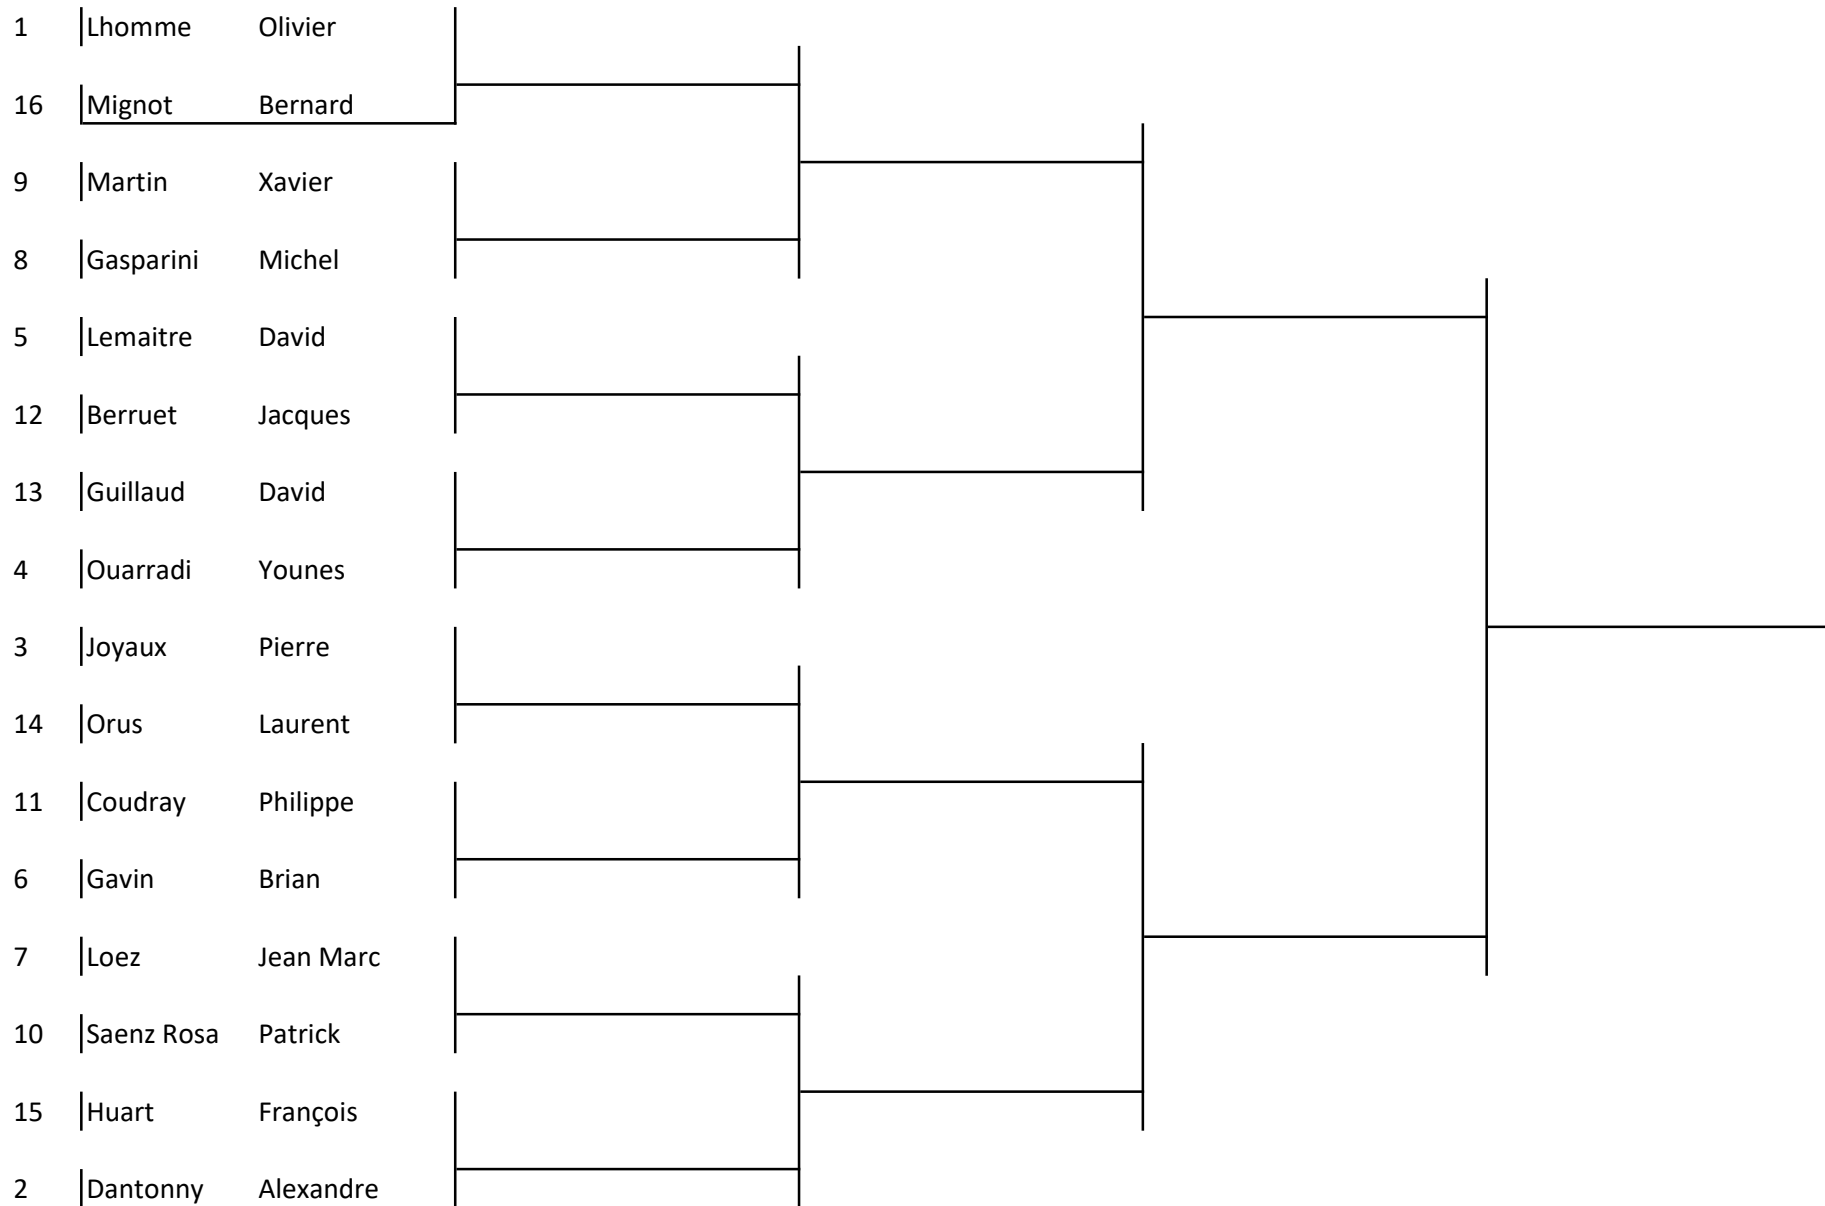 1 Lhomme Olivier
16 Mignot Bernard
9 Martin Xavier
8 Gasparini Michel
5 Lemaitre David
12 Berruet Jacques
13 Guillaud David
4 Ouarradi Younes
3 Joyaux Pierre
14 Orus Laurent
11 Coudray Philippe
6 Gavin Brian
7 Loez Jean Marc
10 Saenz Rosa Patrick
15 Huart François
2 Dantonny Alexandre